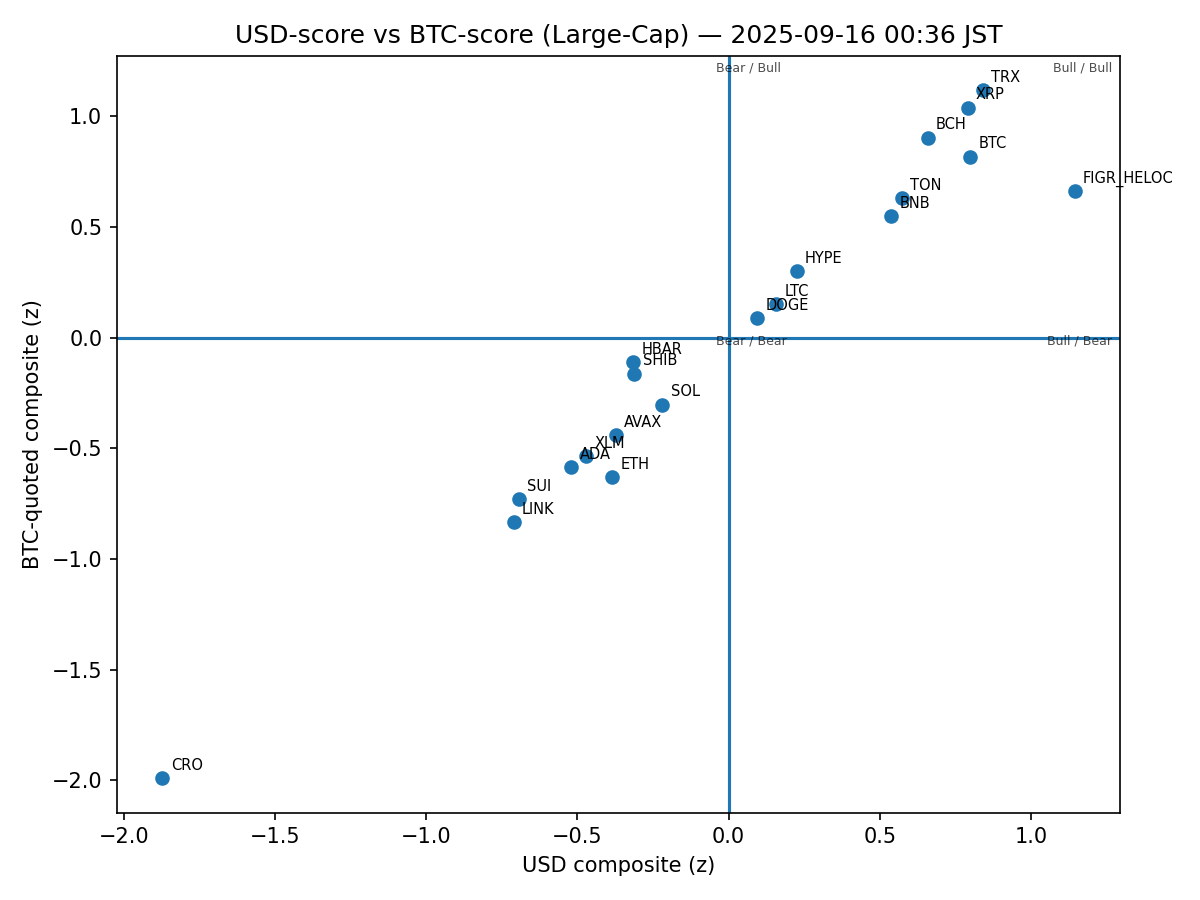 USD-score vs BTC-score (Large-Cap) — 2025-09-16 00:36 JST
Bear / Bull
Bull / Bull
TRX
XRP
BCH
BTC
FIGR_HELOC
TON
BNB
HYPE
LTC
DOGE
Bear / Bear
Bull / Bear
HBAR
SHIB
SOL
AVAX
XLM
ADA
ETH
SUI
LINK
CRO
1.0
0.5
0.0
−0.5
−1.0
−1.5
−2.0
BTC-quoted composite (z)
−2.0 −1.5 −1.0 −0.5 0.0 0.5 1.0
USD composite (z)